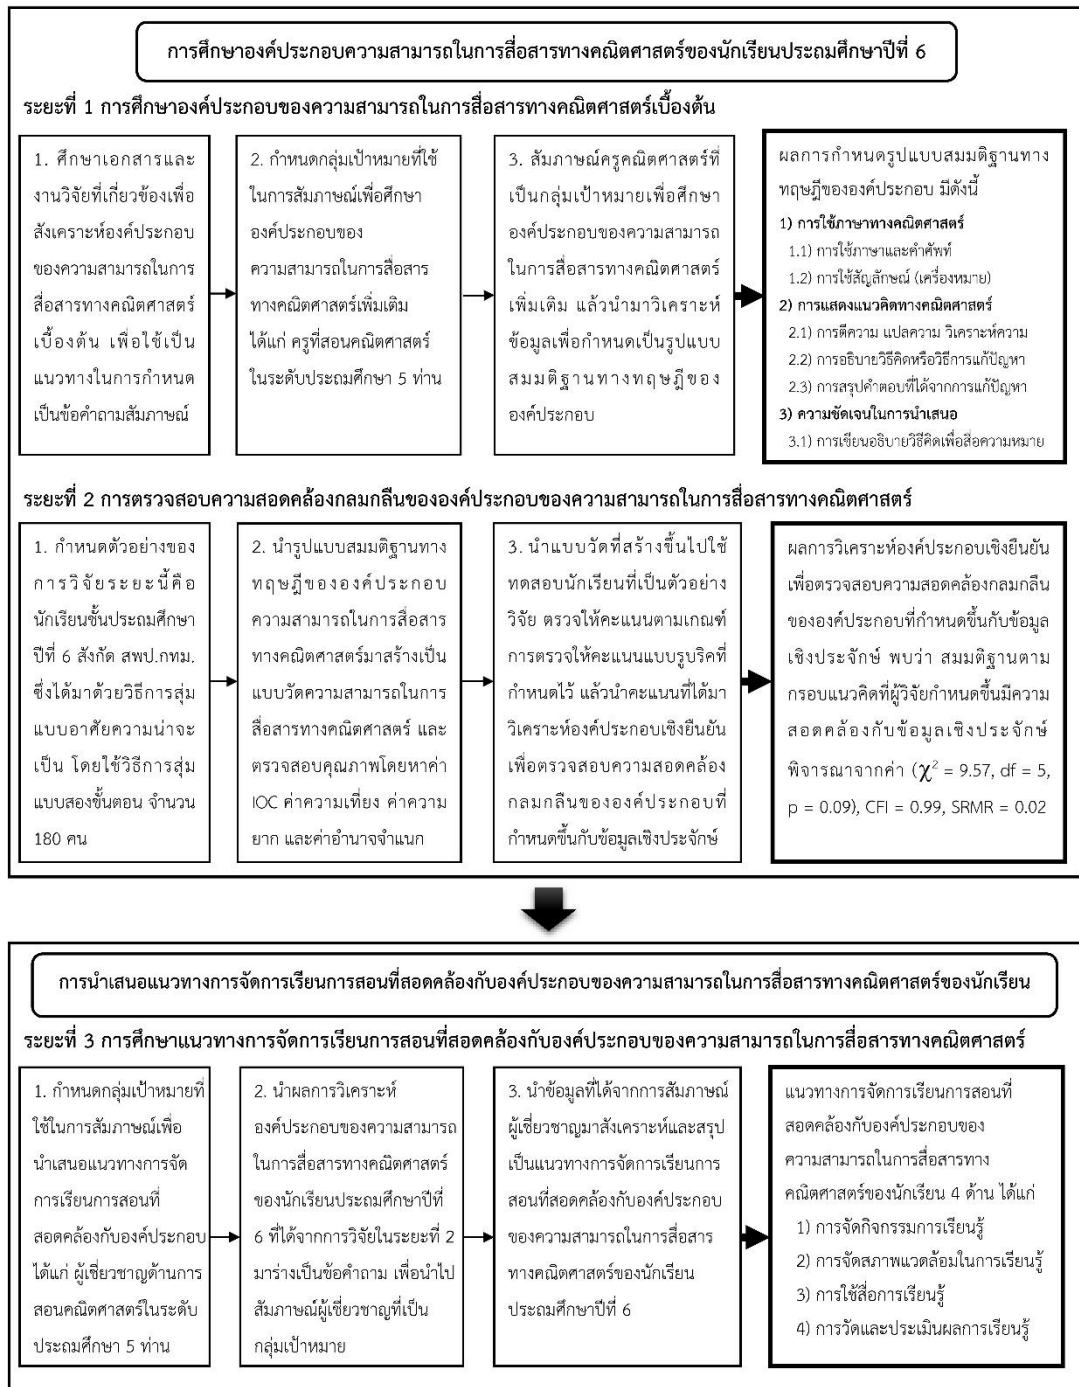 การศึกษาองค์ประกอบความสามารถในการสื่อสารทางคณิตศาสตร์ของนักเรียนประถมศึกษาปีที่ 6
ระยะที่ 1 การศึกษาองค์ประกอบของความสามารถในการสื่อสารทางคณิตศาสตร์เบื้องต้น
1. ศึกษาเอกสารและ
งานวิจัยที่เกี่ยวข้องเพื่อ
สังเคราะห์องค์ประกอบ
ของความสามารถในการ
สื่อสารทางคณิตศาสตร์
เบื้องต้น เพื่อใช้เป็น
แนวทางในการกำหนด
เป็นข้อคำถามสัมภาษณ์
2. กำหนดกลุ่มเป้าหมายที่ใช้
ในการสัมภาษณ์เพื่อศึกษา
องค์ประกอบของ
ความสามารถในการสื่อสาร
ทางคณิตศาสตร์เพิ่มเติม
ได้แก่ ครูที่สอนคณิตศาสตร์
ในระดับประถมศึกษา 5 ท่าน
3. สัมภาษณ์ครูคณิตศาสตร์ที่
เป็นกลุ่มเป้าหมายเพื่อศึกษา
องค์ประกอบของความสามารถ
ในการสื่อสารทางคณิตศาสตร์
เพิ่มเติม แล้วนำมาวิเคราะห์
ข้อมูลเพื่อกำหนดเป็นรูปแบบ
สมมติฐานทางทฤษฎีของ
องค์ประกอบ
ผลการกำหนดรูปแบบสมมติฐานทาง
ทฤษฎีขององค์ประกอบ มีดังนี้
1) การใช้ภาษาทางคณิตศาสตร์
1.1) การใช้ภาษาและคำศัพท์
1.2) การใช้สัญลักษณ์ (เครื่องหมาย)
2) การแสดงแนวคิดทางคณิตศาสตร์
2.1) การตีความ แปลความ วิเคราะห์ความ
2.2) การอธิบายวิธีคิดหรือวิธีการแก้ปัญหา
2.3) การสรุปคำตอบที่ได้จากการแก้ปัญหา
3) ความชัดเจนในการนำเสนอ
3.1) การเขียนอธิบายวิธีคิดเพื่อสื่อความหมาย
ระยะที่ 2 การตรวจสอบความสอดคล้องกลมกลืนขององค์ประกอบของความสามารถในการสื่อสารทางคณิตศาสตร์
1. กำหนดตัวอย่างของ
การวิจัยระยะนี้คือ
นักเรียนชั้นประถมศึกษา
ปีที่ 6 สังกัด สพป.กทม.
ซึ่งได้มาด้วยวิธีการสุ่ม
แบบอาศัยความน่าจะ
เป็น โดยใช้วิธีการสุ่ม
แบบสองขั้นตอน จำนวน
180 คน
2. นำรูปแบบสมมติฐานทาง
ทฤษฎีขององค์ประกอบ
ความสามารถในการสื่อสาร
ทางคณิตศาสตร์มาสร้างเป็น
แบบวัดความสามารถในการ
สื่อสารทางคณิตศาสตร์ และ
ตรวจสอบคุณภาพโดยหาค่า
IOC ค่าความเที่ยง ค่าความ
ยาก และค่าอำนาจจำแนก
3. นำแบบวัดที่สร้างขึ้นไปใช้
ทดสอบนักเรียนที่เป็นตัวอย่าง
วิจัย ตรวจให้คะแนนตามเกณฑ์
การตรวจให้คะแนนแบบรูบริคที่
กำหนดไว้ แล้วนำคะแนนที่ได้มา
วิเคราะห์องค์ประกอบเชิงยืนยัน
เพื่อตรวจสอบความสอดคล้อง
กลมกลืนขององค์ประกอบที่
กำหนดขึ้นกับข้อมูลเชิงประจักษ์
ผลการวิเคราะห์องค์ประกอบเชิงยืนยัน
เพื่อตรวจสอบความสอดคล้องกลมกลืน
ขององค์ประกอบที่กำหนดขึ้นกับข้อมูล
เชิงประจักษ์ พบว่า สมมติฐานตาม
กรอบแนวคิดที่ผู้วิจัยกำหนดขึ้นมีความ
สอดคล้องกับข้อมูลเชิงประจักษ์
พิจารณาจากค่า (χ² = 9.57, df = 5,
p = 0.09), CFI = 0.99, SRMR = 0.02
การนำเสนอแนวทางการจัดการเรียนการสอนที่สอดคล้องกับองค์ประกอบของความสามารถในการสื่อสารทางคณิตศาสตร์ของนักเรียน
ระยะที่ 3 การศึกษาแนวทางการจัดการเรียนการสอนที่สอดคล้องกับองค์ประกอบของความสามารถในการสื่อสารทางคณิตศาสตร์
1. กำหนดกลุ่มเป้าหมายที่
ใช้ในการสัมภาษณ์เพื่อ
นำเสนอแนวทางการจัด
การเรียนการสอนที่
สอดคล้องกับองค์ประกอบ
ได้แก่ ผู้เชี่ยวชาญด้านการ
สอนคณิตศาสตร์ในระดับ
ประถมศึกษา 5 ท่าน
2. นำผลการวิเคราะห์
องค์ประกอบของความสามารถ
ในการสื่อสารทางคณิตศาสตร์
ของนักเรียนประถมศึกษาปีที่
6 ที่ได้จากการวิจัยในระยะที่ 2
มาร่างเป็นข้อคำถาม เพื่อนำไป
สัมภาษณ์ผู้เชี่ยวชาญที่เป็น
กลุ่มเป้าหมาย
3. นำข้อมูลที่ได้จากการสัมภาษณ์
ผู้เชี่ยวชาญมาสังเคราะห์และสรุป
เป็นแนวทางการจัดการเรียนการ
สอนที่สอดคล้องกับองค์ประกอบ
ของความสามารถในการสื่อสาร
ทางคณิตศาสตร์ของนักเรียน
ประถมศึกษาปีที่ 6
แนวทางการจัดการเรียนการสอนที่
สอดคล้องกับองค์ประกอบของ
ความสามารถในการสื่อสารทาง
คณิตศาสตร์ของนักเรียน 4 ด้าน ได้แก่
1) การจัดกิจกรรมการเรียนรู้
2) การจัดสภาพแวดล้อมในการเรียนรู้
3) การใช้สื่อการเรียนรู้
4) การวัดและประเมินผลการเรียนรู้